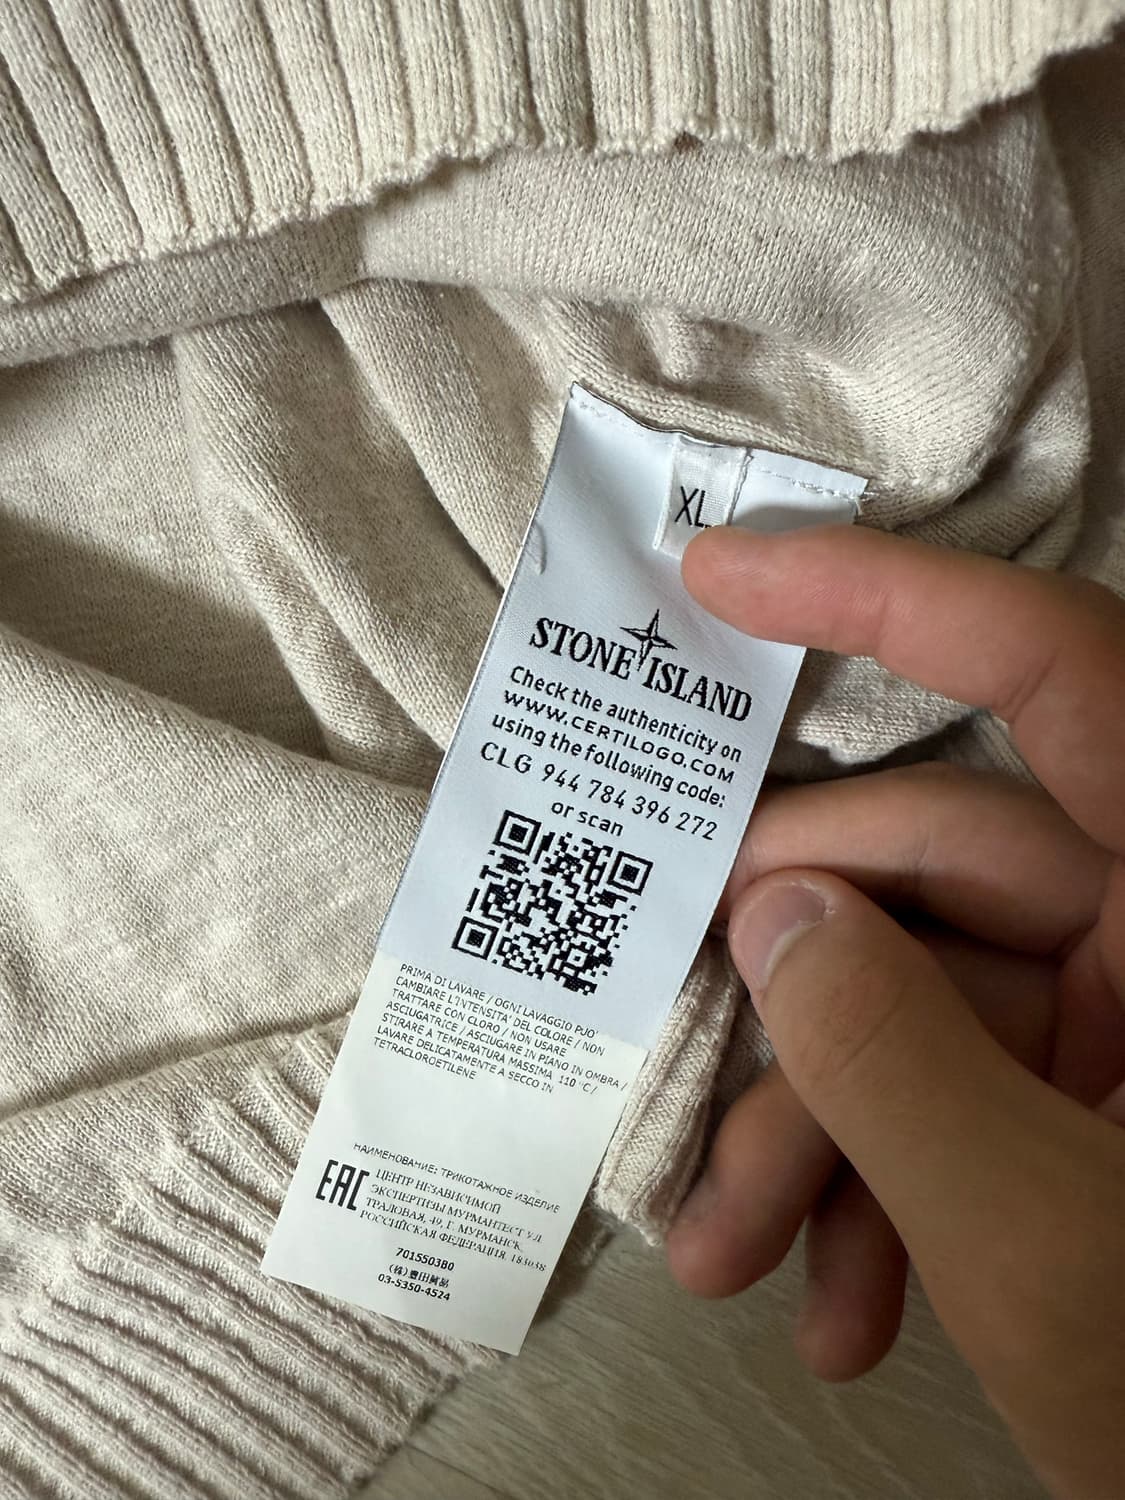 XL
STONE ISLAND
Check the authenticity on
WWW.CERTILOGO.COM
using the following code:
CLG 944 784 396 272
or scan
PRIMA DI LAVARE / OGNI LAVAGGIO PUO'
CAMBIARE L'INTENSITA' DEL COLORE / NON
TRATTARE CON CLORO / NON USARE
ASCIUGATRICE / ASCIUGARE IN PIANO IN OMBRA /
STIRARE A TEMPERATURA MASSIMA 110 °C /
LAVARE DELICATAMENTE A SECCO IN
TETRACLOROETILENE
НАИМЕНОВАНИЕ: ТРИКОТАЖНОЕ ИЗДЕЛИЕ
EAC
ЦЕНТР НЕЗАВИСИМОЙ
ЭКСПЕРТИЗЫ МУРМАНТЕСТ УЛ.
ТРАЛОВАЯ, 49, Г. МУРМАНСК,
РОССИЙСКАЯ ФЕДЕРАЦИЯ, 183038
7015503B0
(株)豊田貿易
03-5350-4524